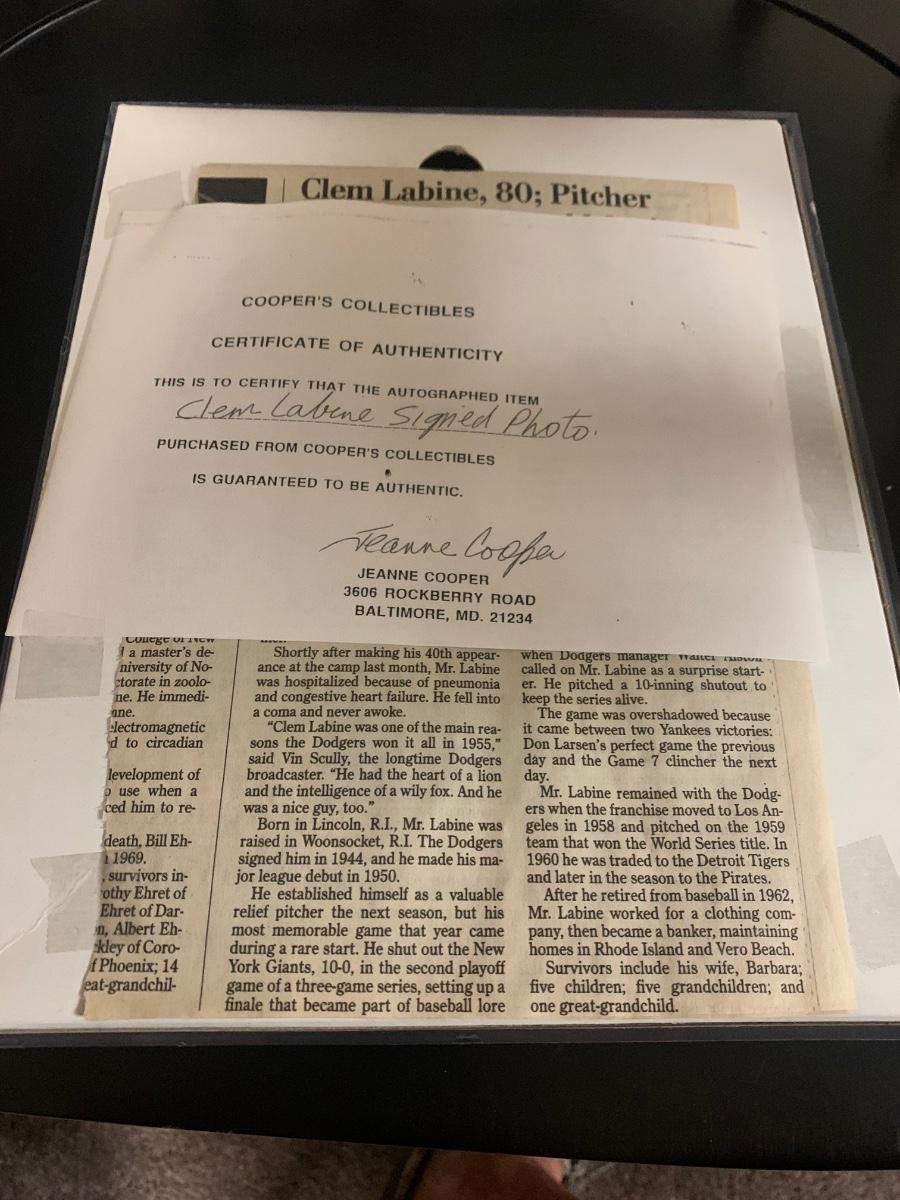 Clem Labine, 80; Pitcher
COOPER'S COLLECTIBLES
CERTIFICATE OF AUTHENTICITY
THIS IS TO CERTIFY THAT THE AUTOGRAPHED ITEM
Clem Labine Signed Photo.
PURCHASED FROM COOPER'S COLLECTIBLES
IS GUARANTEED TO BE AUTHENTIC.
Jeanne Cooper
JEANNE COOPER
3606 ROCKBERRY ROAD
BALTIMORE, MD. 21234
College of New
a master's de-
niversity of No-
ctorate in zoolo-
ne. He immedi-
ane.
electromagnetic
d to circadian
development of
o use when a
ced him to re-
death, Bill Eh-
1969.
, survivors in-
othy Ehret of
Ehret of Dar-
n, Albert Eh-
kley of Coro-
f Phoenix; 14
eat-grandchil-
Shortly after making his 40th appear-
ance at the camp last month, Mr. Labine
was hospitalized because of pneumonia
and congestive heart failure. He fell into
a coma and never awoke.
"Clem Labine was one of the main rea-
sons the Dodgers won it all in 1955,"
said Vin Scully, the longtime Dodgers
broadcaster. "He had the heart of a lion
and the intelligence of a wily fox. And he
was a nice guy, too."
Born in Lincoln, R.I., Mr. Labine was
raised in Woonsocket, R.I. The Dodgers
signed him in 1944, and he made his ma-
jor league debut in 1950.
He established himself as a valuable
relief pitcher the next season, but his
most memorable game that year came
during a rare start. He shut out the New
York Giants, 10-0, in the second playoff
game of a three-game series, setting up a
finale that became part of baseball lore
when Dodgers manager Walter Alston
called on Mr. Labine as a surprise start-
er. He pitched a 10-inning shutout to
keep the series alive.
The game was overshadowed because
it came between two Yankees victories:
Don Larsen's perfect game the previous
day and the Game 7 clincher the next
day.
Mr. Labine remained with the Dodg-
ers when the franchise moved to Los An-
geles in 1958 and pitched on the 1959
team that won the World Series title. In
1960 he was traded to the Detroit Tigers
and later in the season to the Pirates.
After he retired from baseball in 1962,
Mr. Labine worked for a clothing com-
pany, then became a banker, maintaining
homes in Rhode Island and Vero Beach.
Survivors include his wife, Barbara;
five children; five grandchildren; and
one great-grandchild.